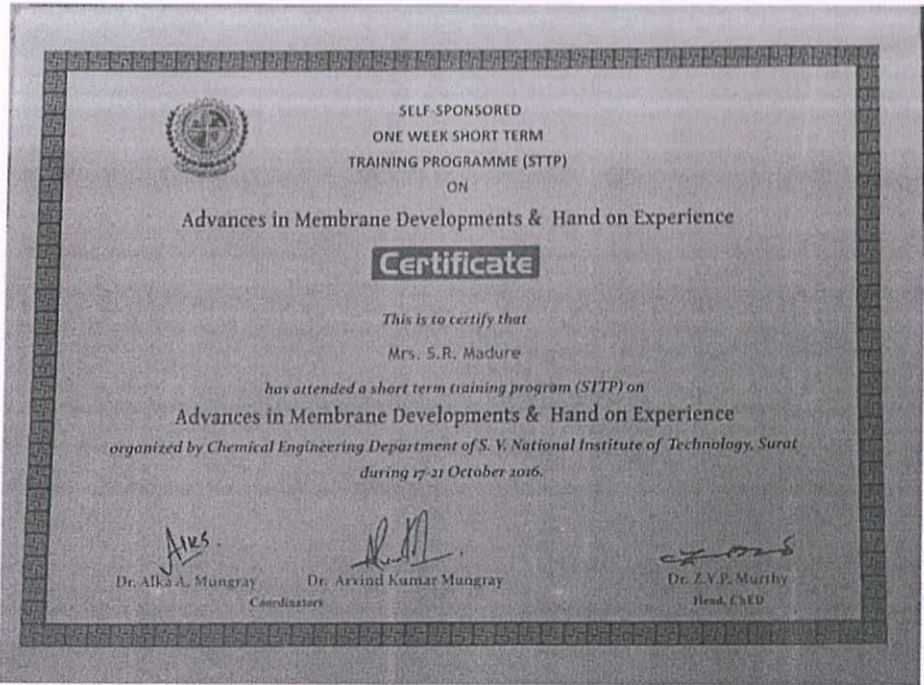 SELF-SPONSORED
ONE WEEK SHORT TERM
TRAINING PROGRAMME (STTP)
ON
Advances in Membrane Developments & Hand on Experience
Certificate
This is to certify that
Mrs. S.R. Madure
has attended a short term training program (STTP) on
Advances in Membrane Developments & Hand on Experience
organized by Chemical Engineering Department of S. V. National Institute of Technology, Surat
during 17-21 October 2016.
Dr. Alka A. Mungray Dr. Arvind Kumar Mungray Dr. Z.V.P. Murthy
Coordinators Head, ChED